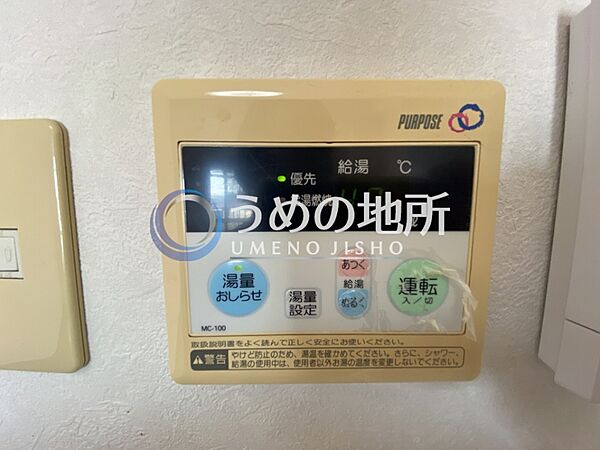 PURPOSE
給湯 ℃
優先
給湯燃焼
うめの地所
UMENO JISHO
湯量
おしらせ
湯量
設定
あつく
給湯
ぬるく
運転
入／切
MC-100
取扱説明書をよく読んで正しく安全にお使いください。
⚠警告 やけど防止のため、湯温を確かめてください。さらに、シャワー、
給湯の使用中は、使用者以外お湯の温度を変更しないでください。